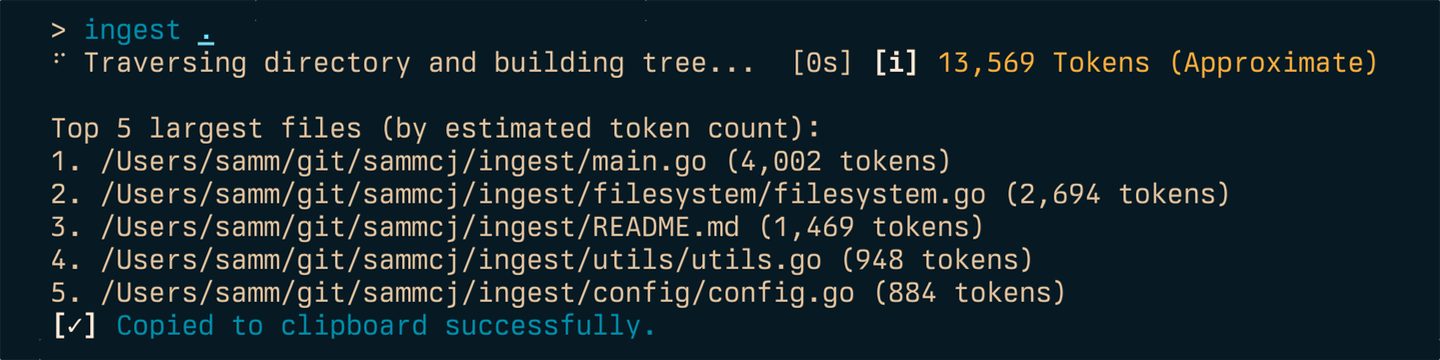 > ingest .
⠋ Traversing directory and building tree... [0s] [i] 13,569 Tokens (Approximate)
Top 5 largest files (by estimated token count):
1. /Users/samm/git/sammcj/ingest/main.go (4,002 tokens)
2. /Users/samm/git/sammcj/ingest/filesystem/filesystem.go (2,694 tokens)
3. /Users/samm/git/sammcj/ingest/README.md (1,469 tokens)
4. /Users/samm/git/sammcj/ingest/utils/utils.go (948 tokens)
5. /Users/samm/git/sammcj/ingest/config/config.go (884 tokens)
[✓] Copied to clipboard successfully.